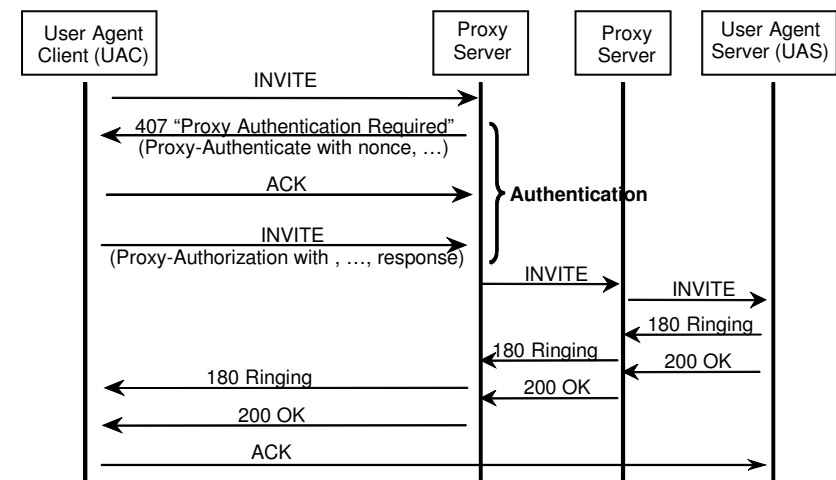 User Agent
Client (UAC)
Proxy
Server
Proxy
Server
User Agent
Server (UAS)
INVITE
407 “Proxy Authentication Required”
(Proxy-Authenticate with nonce, …)
ACK
Authentication
INVITE
(Proxy-Authorization with , …, response)
INVITE
INVITE
180 Ringing
180 Ringing
200 OK
180 Ringing
200 OK
200 OK
ACK